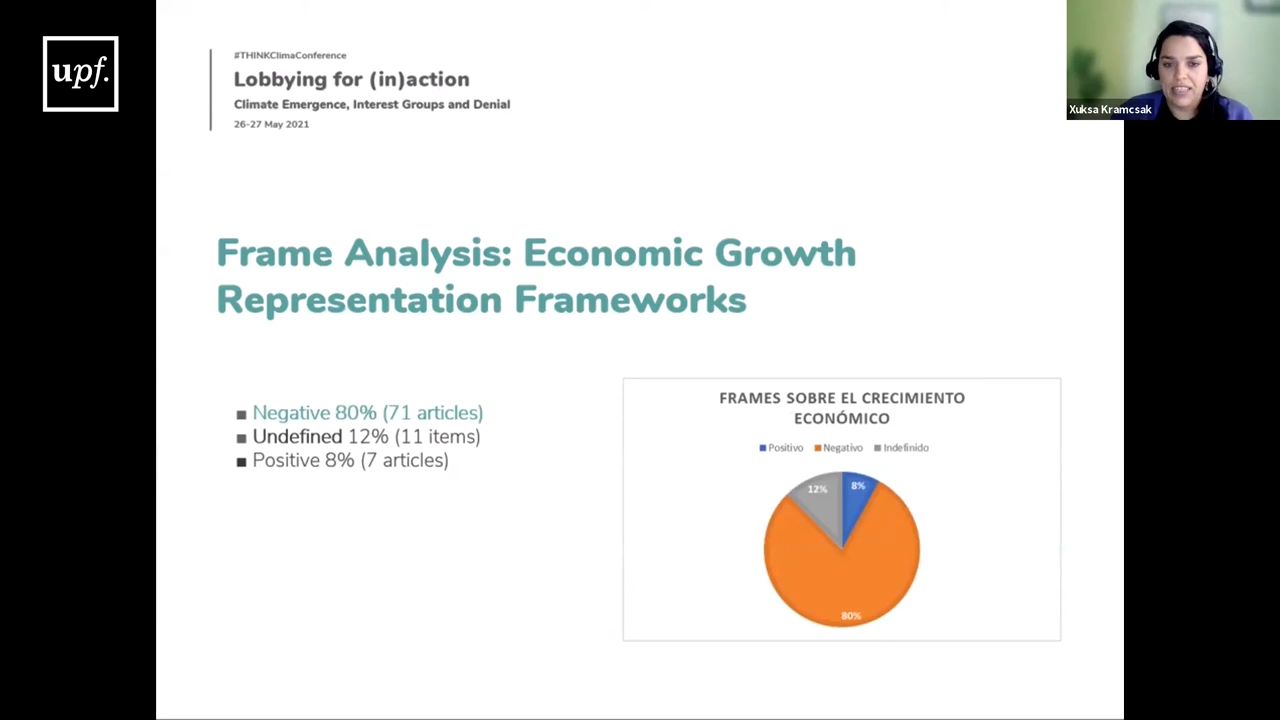 upf.
#THINKClimaConference
Lobbying for (in)action
Climate Emergence, Interest Groups and Denial
26-27 May 2021
Xuksa Kramcsak
Frame Analysis: Economic Growth
Representation Frameworks
Negative 80% (71 articles)
Undefined 12% (11 items)
Positive 8% (7 articles)
FRAMES SOBRE EL CRECIMIENTO
ECONÓMICO
Positivo Negativo Indefinido
12% 8%
80%